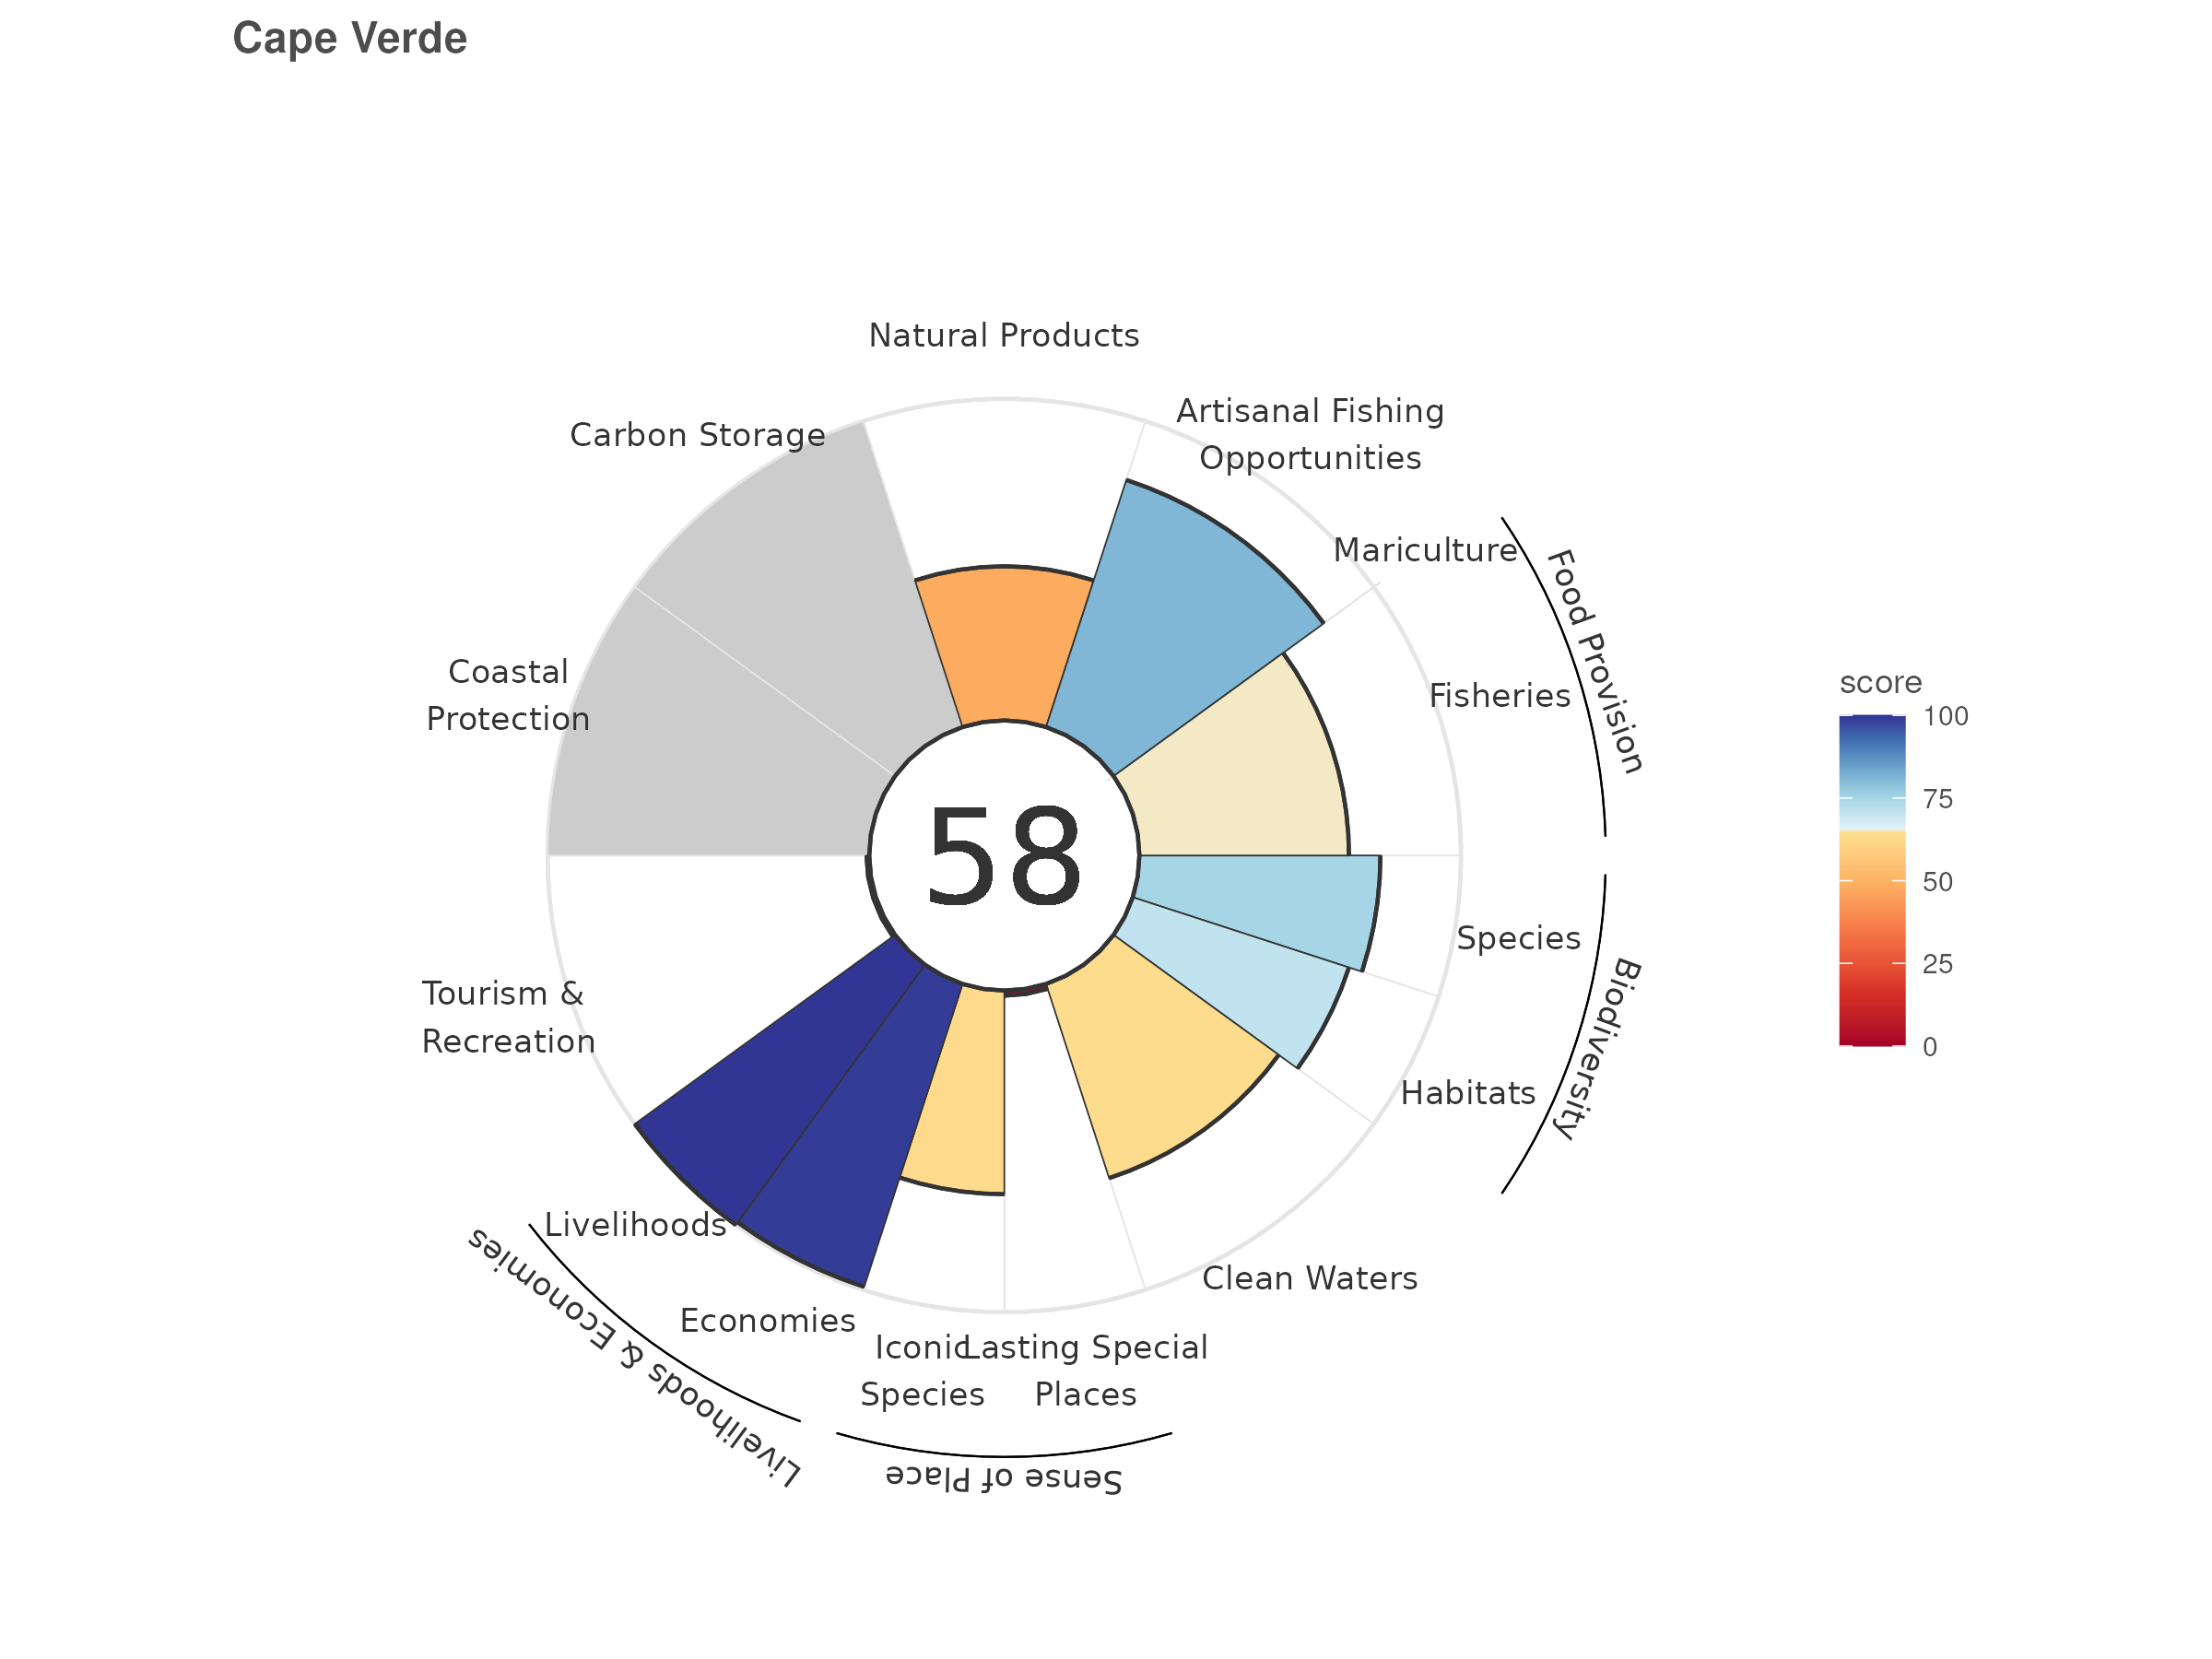 Cape Verde
Natural Products
Artisanal Fishing
Opportunities
Carbon Storage
Mariculture
Food Provision
Fisheries
Coastal
Protection
score
100
75
50
25
0
58
Species
Biodiversity
Tourism &
Recreation
Habitats
Livelihoods
Clean Waters
Economies
Livelihoods & Economies
Iconic
Species
Lasting Special
Places
Sense of Place